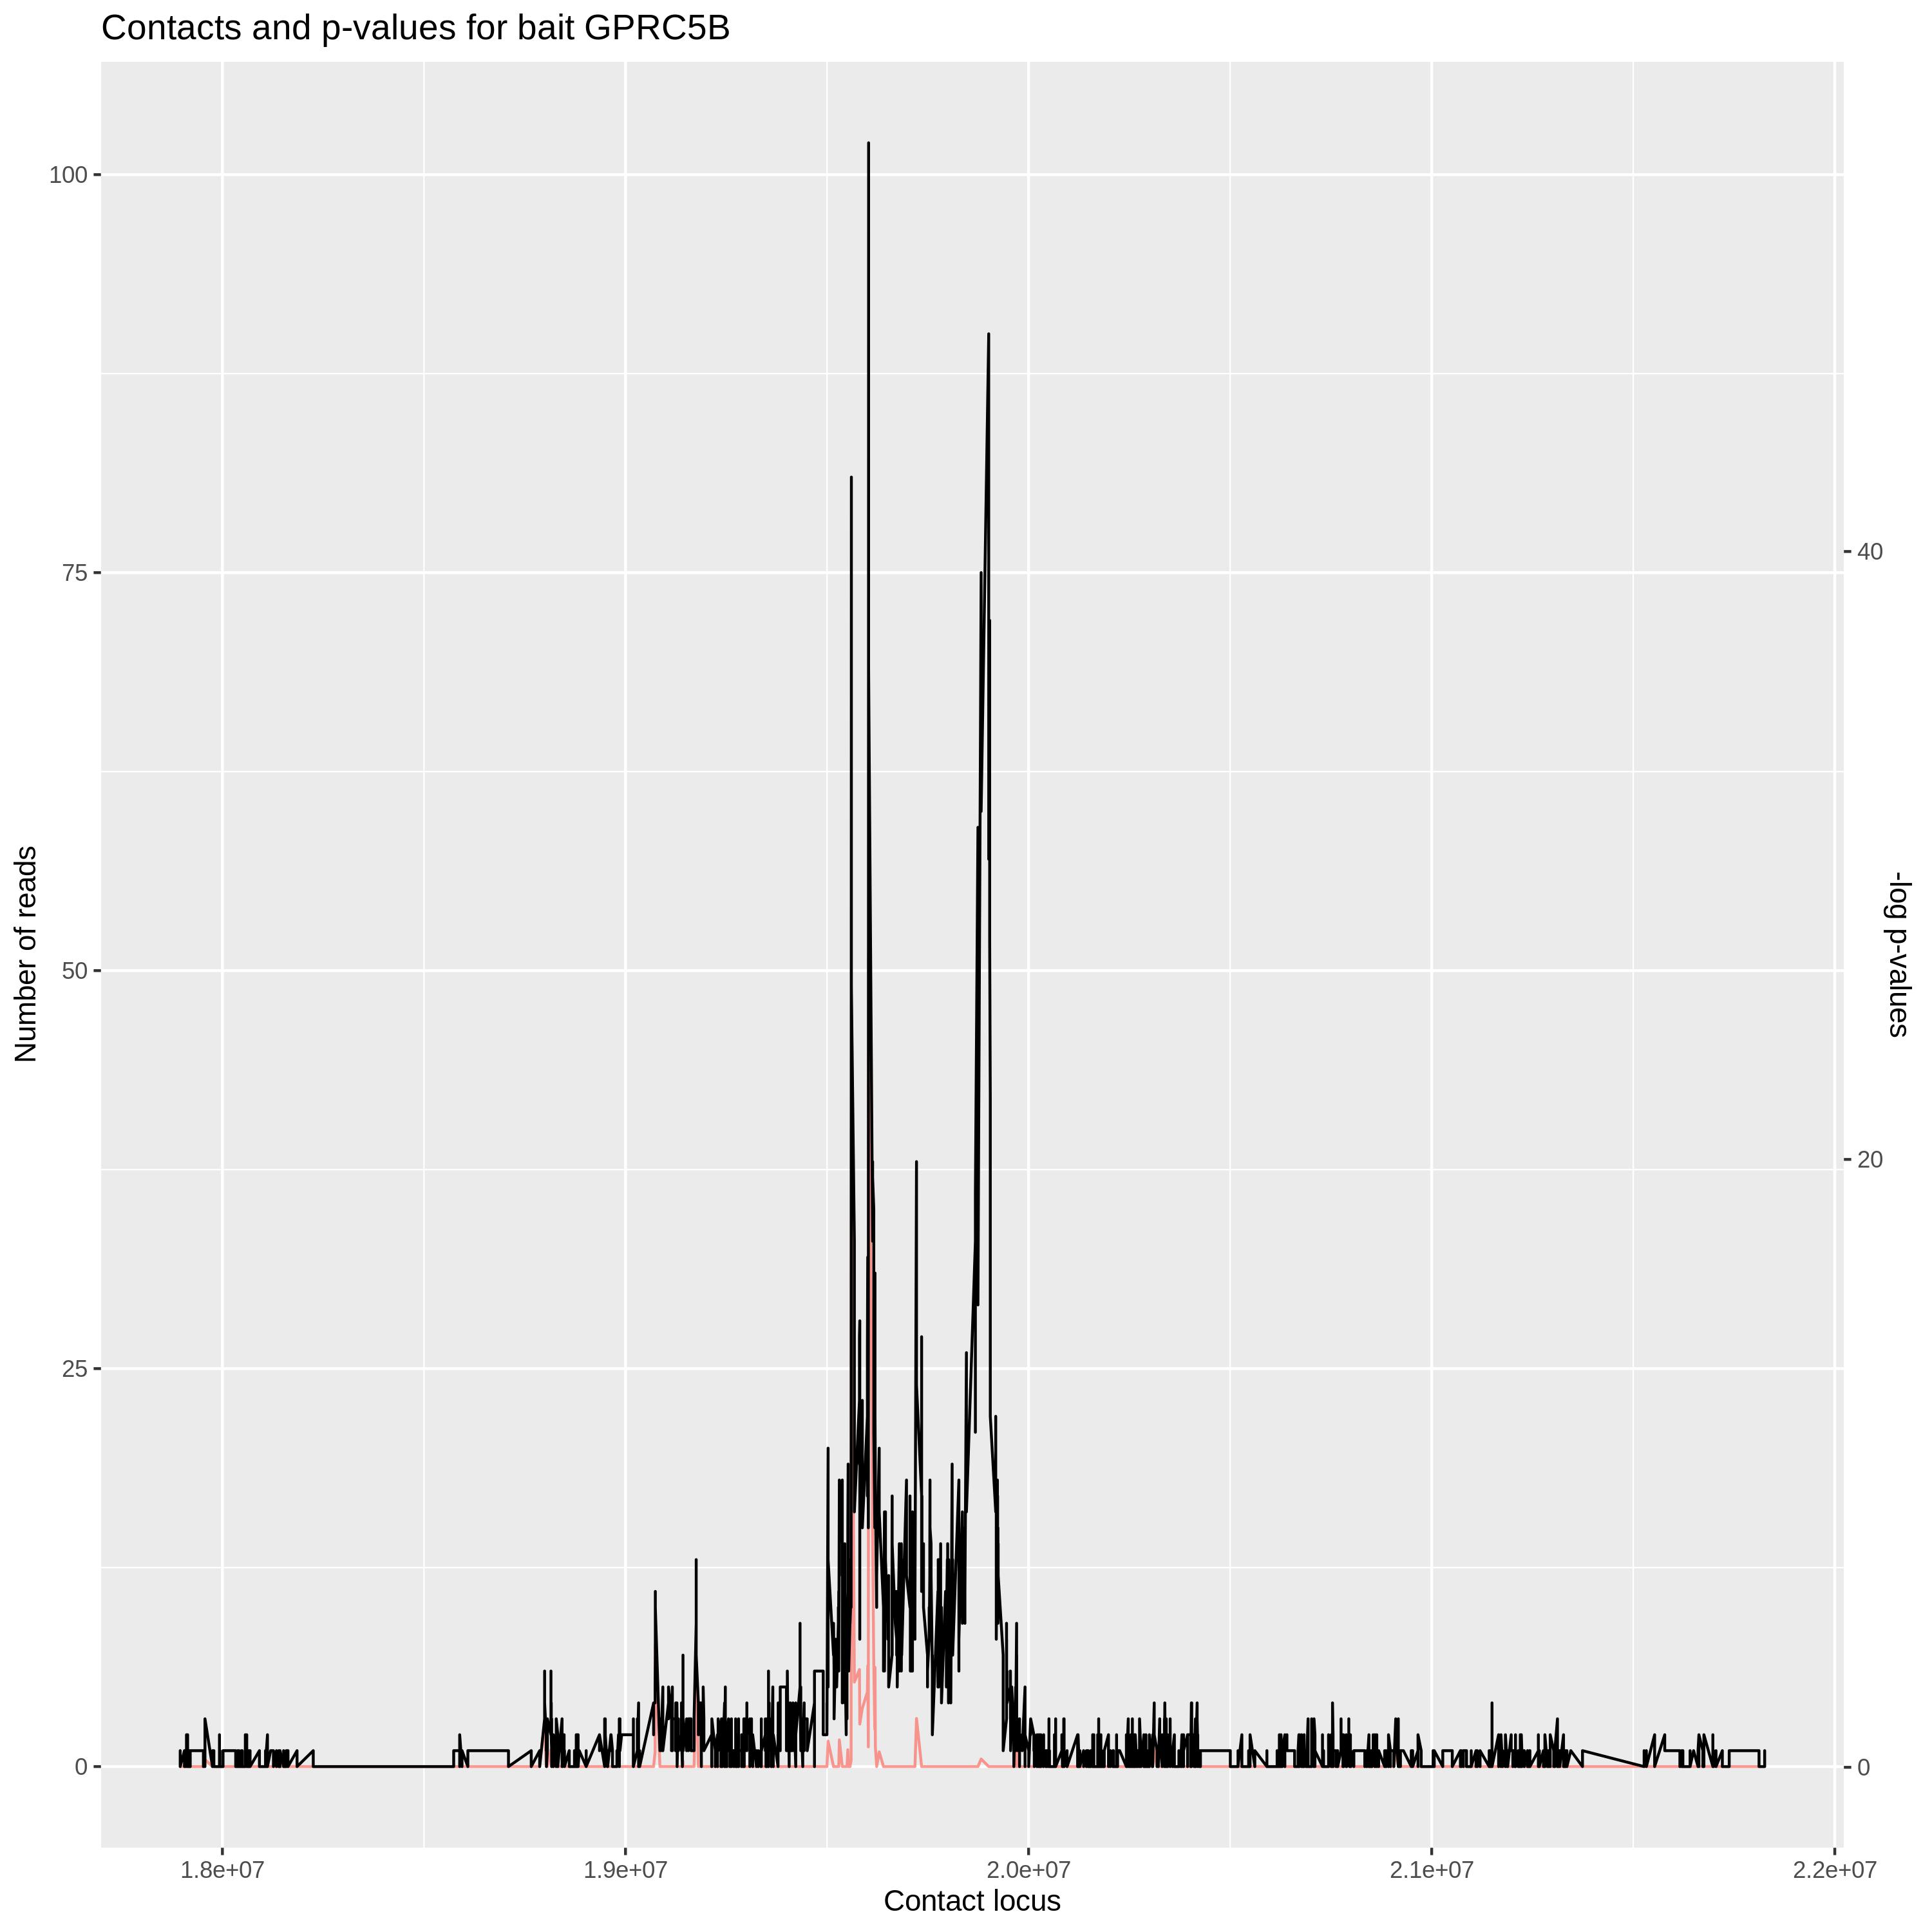 Contacts and p-values for bait GPRC5B
100
75
50
25
0
Number of reads
40
20
0
-log p-values
1.8e+07
1.9e+07
2.0e+07
2.1e+07
2.2e+07
Contact locus